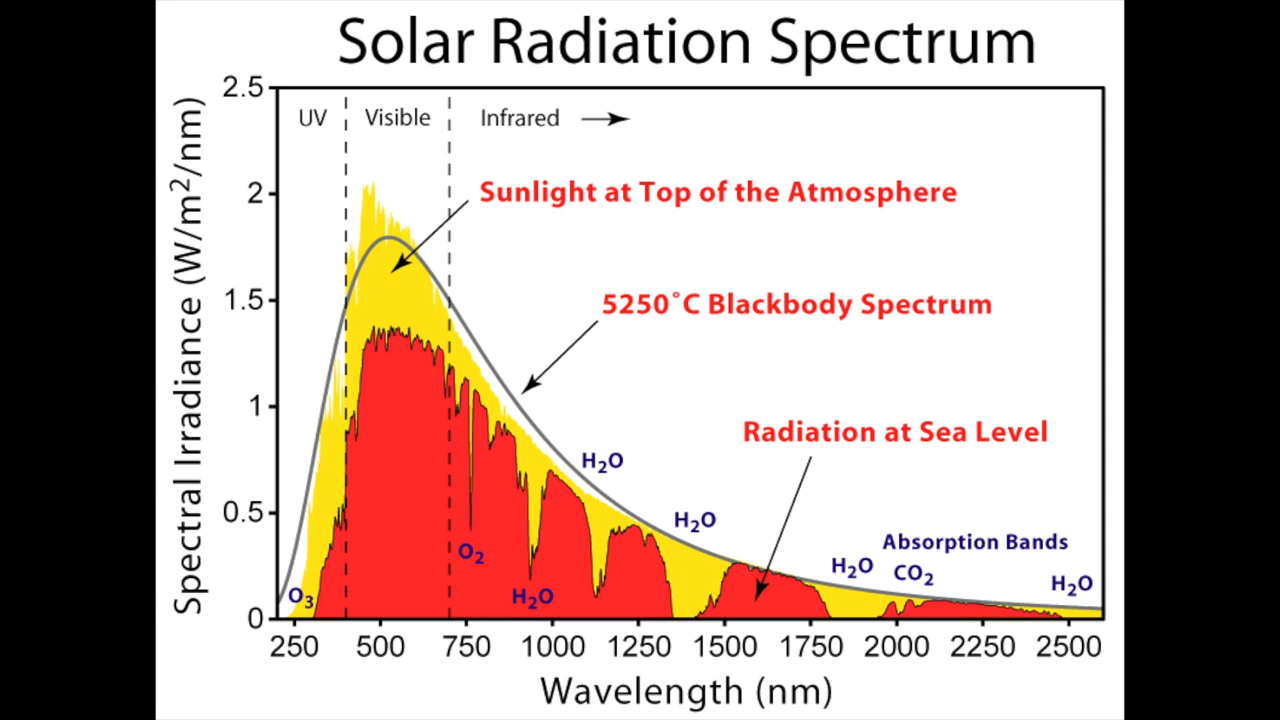 Solar Radiation Spectrum
UV
Visible
Infrared
Sunlight at Top of the Atmosphere
5250˚C Blackbody Spectrum
Radiation at Sea Level
H₂O
H₂O
Absorption Bands
H₂O
CO₂
H₂O
O₂
O₃
H₂O
Spectral Irradiance (W/m²/nm)
2.5
2
1.5
1
0.5
0
250 500 750 1000 1250 1500 1750 2000 2250 2500
Wavelength (nm)